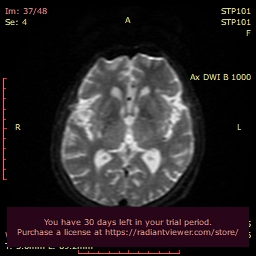 Im: 37/48
Se: 4
A
STP101
STP101
F
Ax DWI B 1000
R
L
You have 30 days left in your trial period.
Purchase a license at https://radiantviewer.com/store/